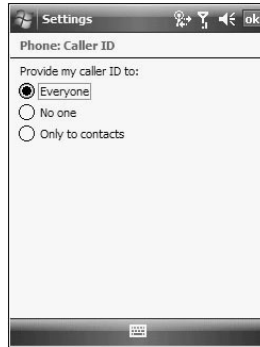 Settings
ok
Phone: Caller ID
Provide my caller ID to:
Everyone
No one
Only to contacts